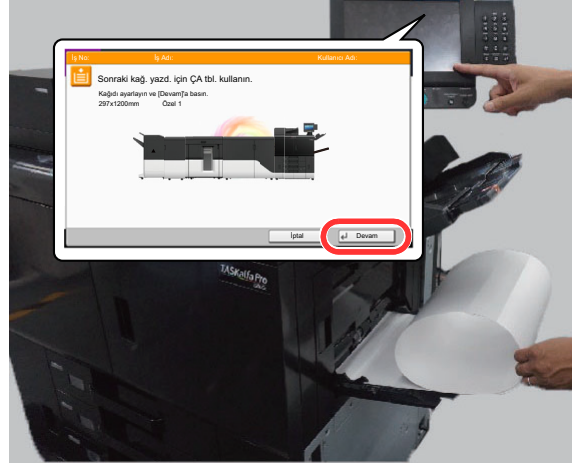 İş No: İş Adı: Kullanıcı Adı:
Sonraki kağ. yazd. için ÇA tbl. kullanın.
Kağıdı ayarlayın ve [Devam]'a basın.
297x1200mm Özel 1
İptal Devam
TASKalfa Pro